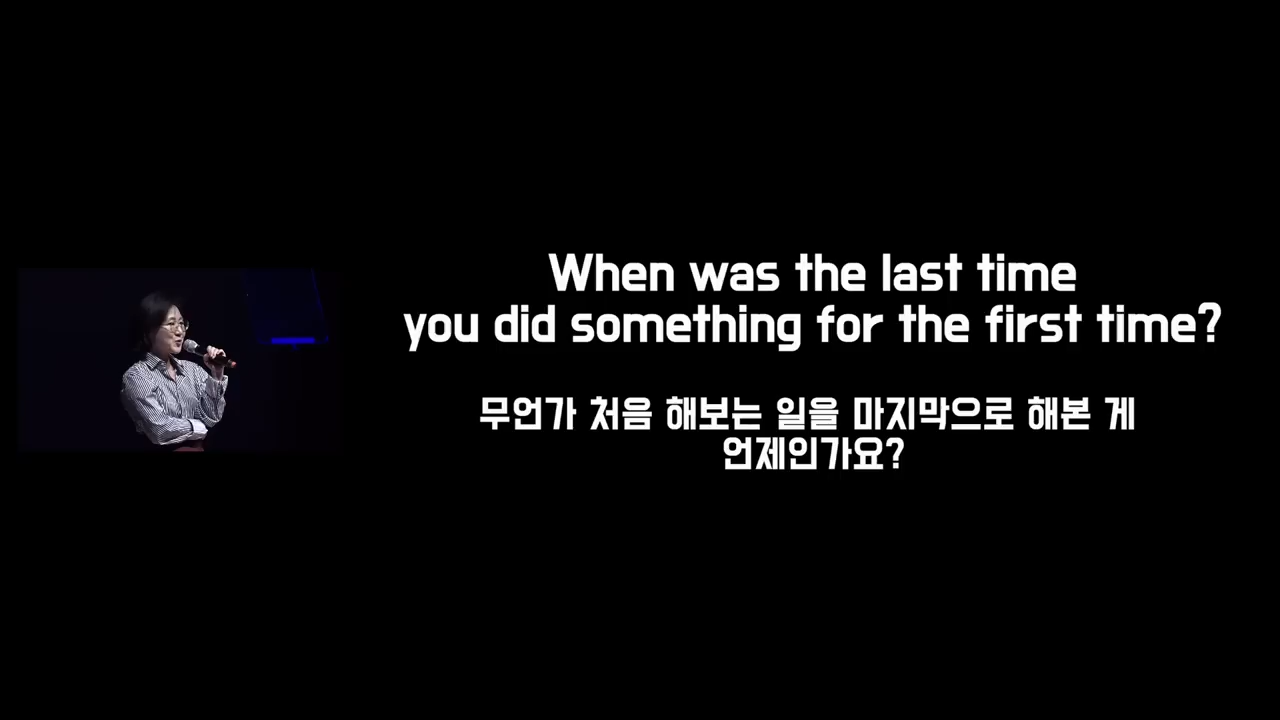 When was the last time
you did something for the first time?
무언가 처음 해보는 일을 마지막으로 해본 게
언제인가요?